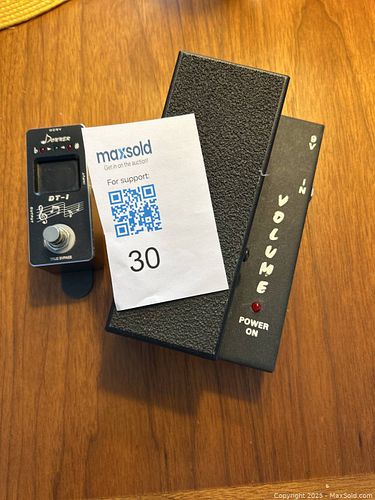 DONNER
DT-1
TRUE BYPASS
maxsold
Get in on the auction!
For support:
30
9V
IN
VOLUME
POWER
ON
Copyright 2025 - MaxSold.com